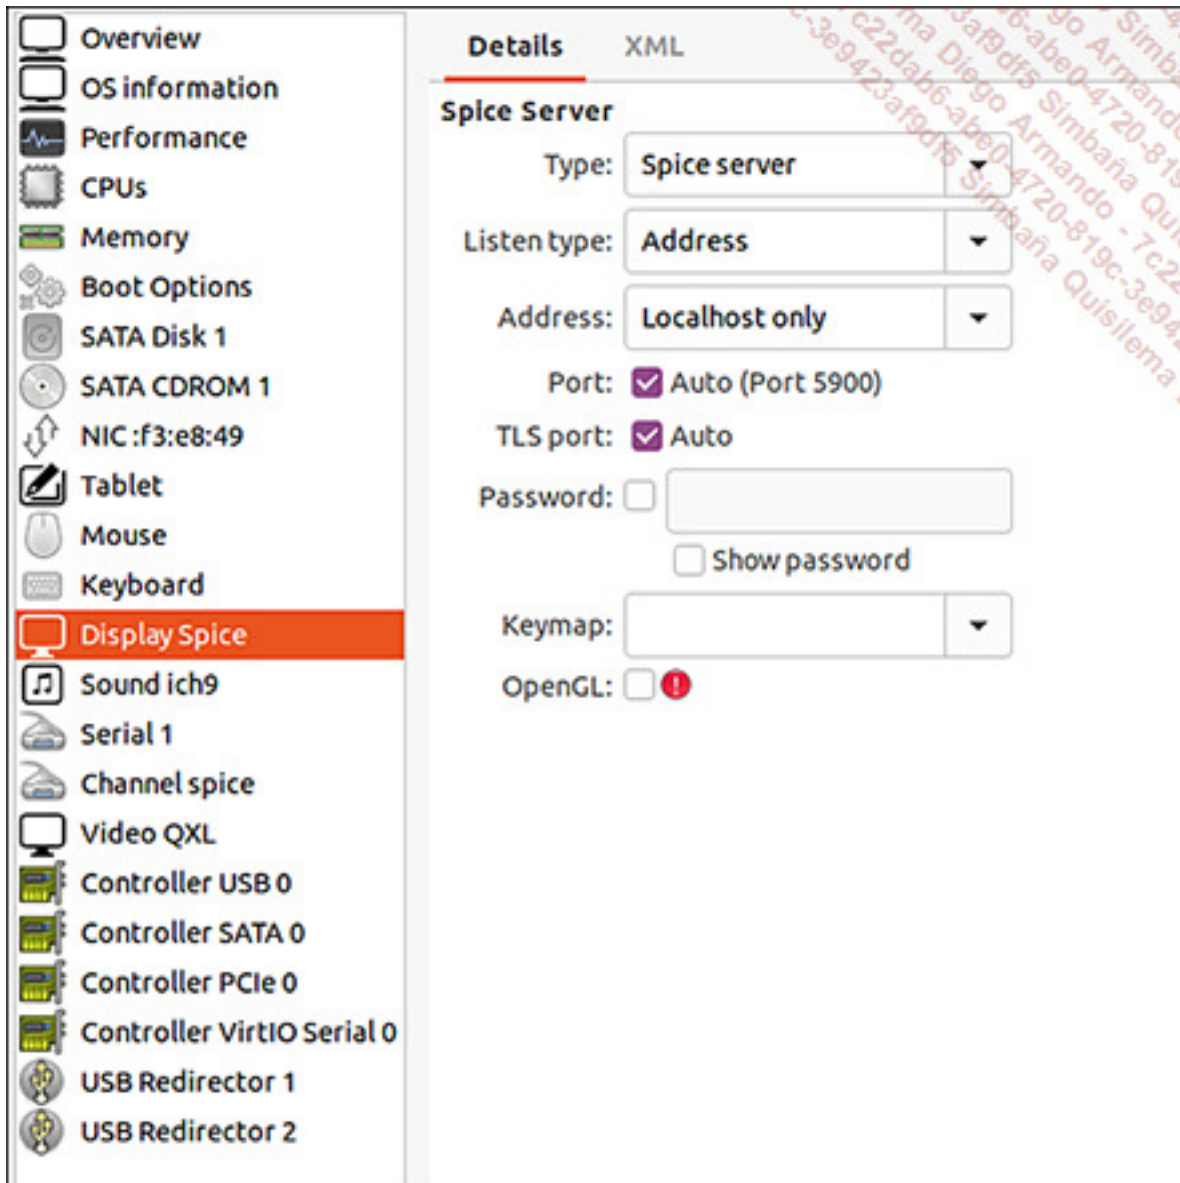 Overview
OS information
Performance
CPUs
Memory
Boot Options
SATA Disk 1
SATA CDROM 1
NIC :f3:e8:49
Tablet
Mouse
Keyboard
Display Spice
Sound ich9
Serial 1
Channel spice
Video QXL
Controller USB 0
Controller SATA 0
Controller PCIe 0
Controller VirtIO Serial 0
USB Redirector 1
USB Redirector 2
Details XML
Spice Server
Type: Spice server
Listen type: Address
Address: Localhost only
Port: Auto (Port 5900)
TLS port: Auto
Password:
Show password
Keymap:
OpenGL: